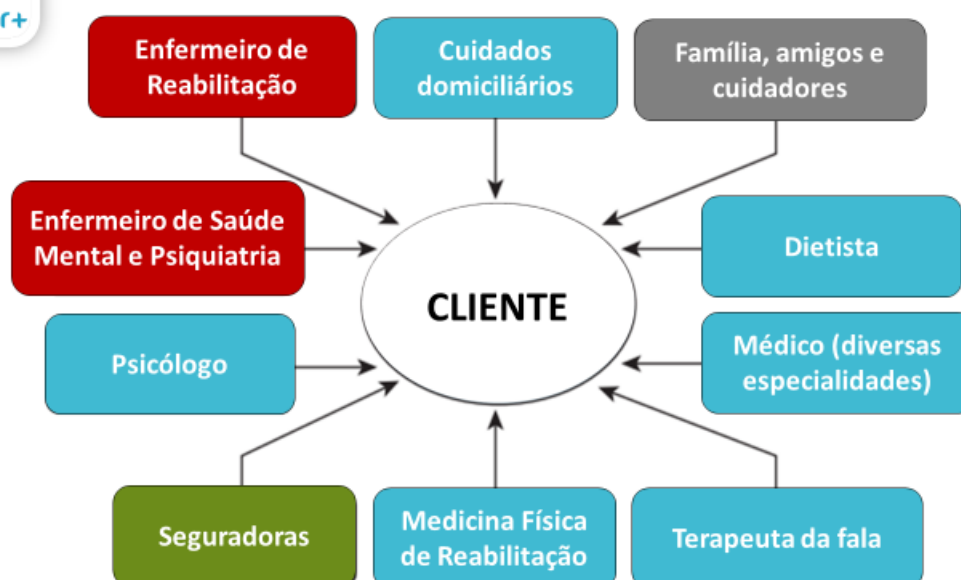 r+
Enfermeiro de
Reabilitação
Cuidados
domiciliários
Família, amigos e
cuidadores
Enfermeiro de Saúde
Mental e Psiquiatria
Dietista
CLIENTE
Psicólogo
Médico (diversas
especialidades)
Seguradoras
Medicina Física
de Reabilitação
Terapeuta da fala